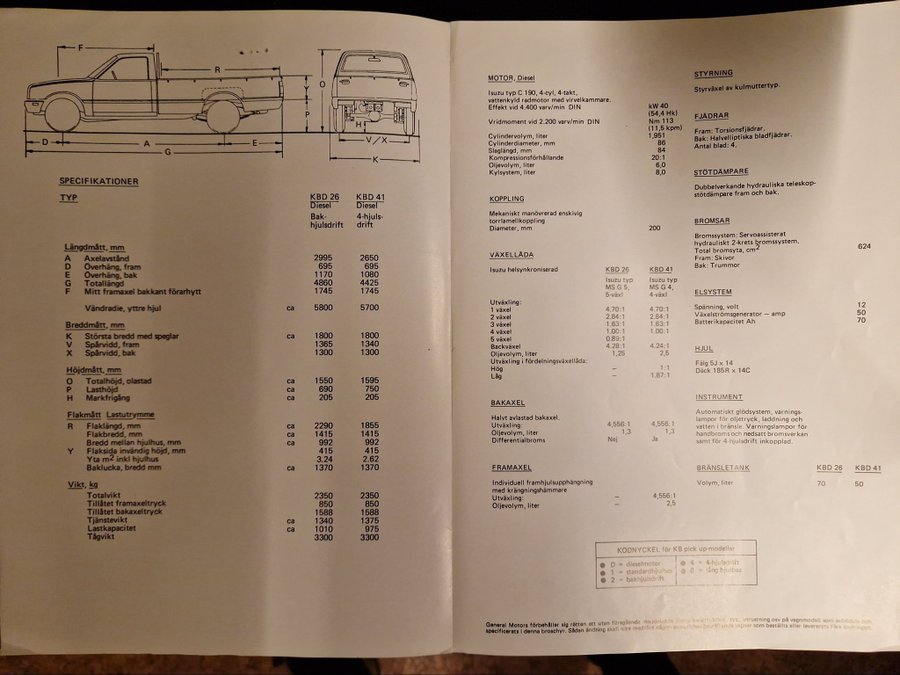 F
R
O
Y
P
H
D
A
E
V/X
G
K
SPECIFIKATIONER
TYP KBD 26 KBD 41
Diesel Diesel
Bak- 4-hjuls-
hjulsdrift drift
Längdmått, mm
A Axelavstånd 2995 2650
D Överhäng, fram 695 695
E Överhäng, bak 1170 1080
G Totallängd 4860 4425
F Mitt framaxel bakkant förarhytt 1745 1745
Vändradie, yttre hjul ca 5800 5700
Breddmått, mm
K Största bredd med speglar ca 1800 1800
V Spårvidd, fram 1365 1340
X Spårvidd, bak 1300 1300
Höjdmått, mm
O Totalhöjd, olastad ca 1550 1595
P Lasthöjd ca 690 750
H Markfrigång ca 205 205
Flakmått Lastutrymme
R Flaklängd, mm ca 2290 1855
Flakbredd, mm ca 1415 1415
Bredd mellan hjulhus, mm ca 992 992
Y Flaksida invändig höjd, mm 415 415
Yta m2 inkl hjulhus 3.24 2.62
Baklucka, bredd mm ca 1370 1370
Vikt, kg
Totalvikt 2350 2350
Tillåtet framaxeltryck 850 850
Tillåtet bakaxeltryck 1588 1588
Tjänstevikt ca 1340 1375
Lastkapacitet ca 1010 975
Tågvikt 3300 3300
MOTOR, Diesel
Isuzu typ C 190, 4-cyl, 4-takt,
vattenkyld radmotor med virvelkammare.
Effekt vid 4.400 varv/min DIN kW 40
(54,4 Hk)
Vridmoment vid 2.200 varv/min DIN Nm 113
(11,5 kpm)
Cylindervolym, liter 1,951
Cylinderdiameter, mm 86
Slaglängd, mm 84
Kompressionsförhållande 20:1
Oljevolym, liter 6,0
Kylsystem, liter 8,0
KOPPLING
Mekaniskt manövrerad enskivig
torrlamellkoppling
Diameter, mm 200
VÄXELLÅDA
Isuzu helsynkroniserad KBD 26 KBD 41
Isuzu typ Isuzu typ
MS G 5, MS G 4,
5-växl 4-växl
Utväxling:
1 växel 4.70:1 4.70:1
2 växel 2.84:1 2.84:1
3 växel 1.63:1 1.63:1
4 växel 1.00:1 1.00:1
5 växel 0.89:1
Backväxel 4.28:1 4.24:1
Oljevolym, liter 1,25 2,5
Utväxling i fördelningsväxellåda:
Hög – 1:1
Låg – 1.87:1
BAKAXEL
Halvt avlastad bakaxel.
Utväxling: 4,556:1 4,556:1
Oljevolym, liter 1,3 1,3
Differentialbroms Nej Ja
FRAMAXEL
Individuell framhjulsupphängning
med krängningshämmare
Utväxling: – 4,556:1
Oljevolym, liter – 2,5
STYRNING
Styrväxel av kulmuttertyp.
FJÄDRAR
Fram: Torsionsfjädrar.
Bak: Halvelliptiska bladfjädrar.
Antal blad: 4.
STÖTDÄMPARE
Dubbelverkande hydrauliska teleskop-
stötdämpare fram och bak.
BROMSAR
Bromssystem: Servoassisterat
hydrauliskt 2-krets bromssystem.
Total bromsyta, cm2 624
Fram: Skivor
Bak: Trummor
ELSYSTEM
Spänning, volt 12
Växelströmsgenerator – amp 50
Batterikapacitet Ah 70
HJUL
Fälg 5J x 14
Däck 185R x 14C
INSTRUMENT
Automatiskt glödsystem, varnings-
lampor för oljetryck, laddning och
vatten i bränsle. Varningslampor för
handbroms och nedsatt bromsverkan
samt för 4-hjulsdrift inkopplad.
BRÄNSLETANK KBD 26 KBD 41
Volym, liter 70 50
KODNYCKEL för KB pick up-modeller
D = dieselmotor 4 = 4-hjulsdrift
1 = standardhjulbas 6 = lång hjulbas
2 = bakhjulsdrift
General Motors förbehåller sig rätten att utan föregående
specificerats i denna broschyr. Sådan ändring skall